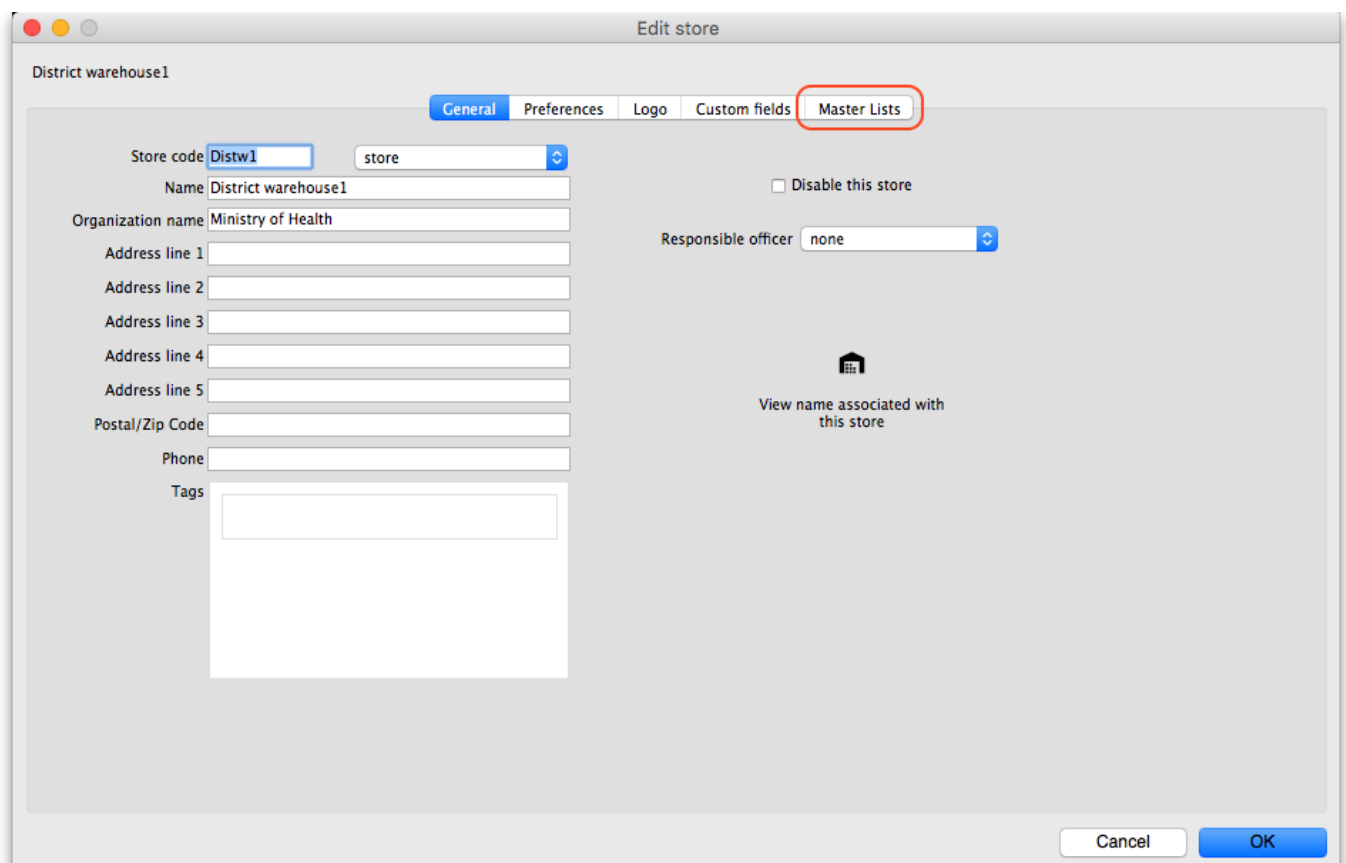 Edit store
District warehouse1
General Preferences Logo Custom fields Master Lists
Store code Distw1 store
Name District warehouse1
Disable this store
Organization name Ministry of Health
Responsible officer none
Address line 1
Address line 2
Address line 3
Address line 4
Address line 5
Postal/Zip Code
Phone
Tags
View name associated with
this store
Cancel OK